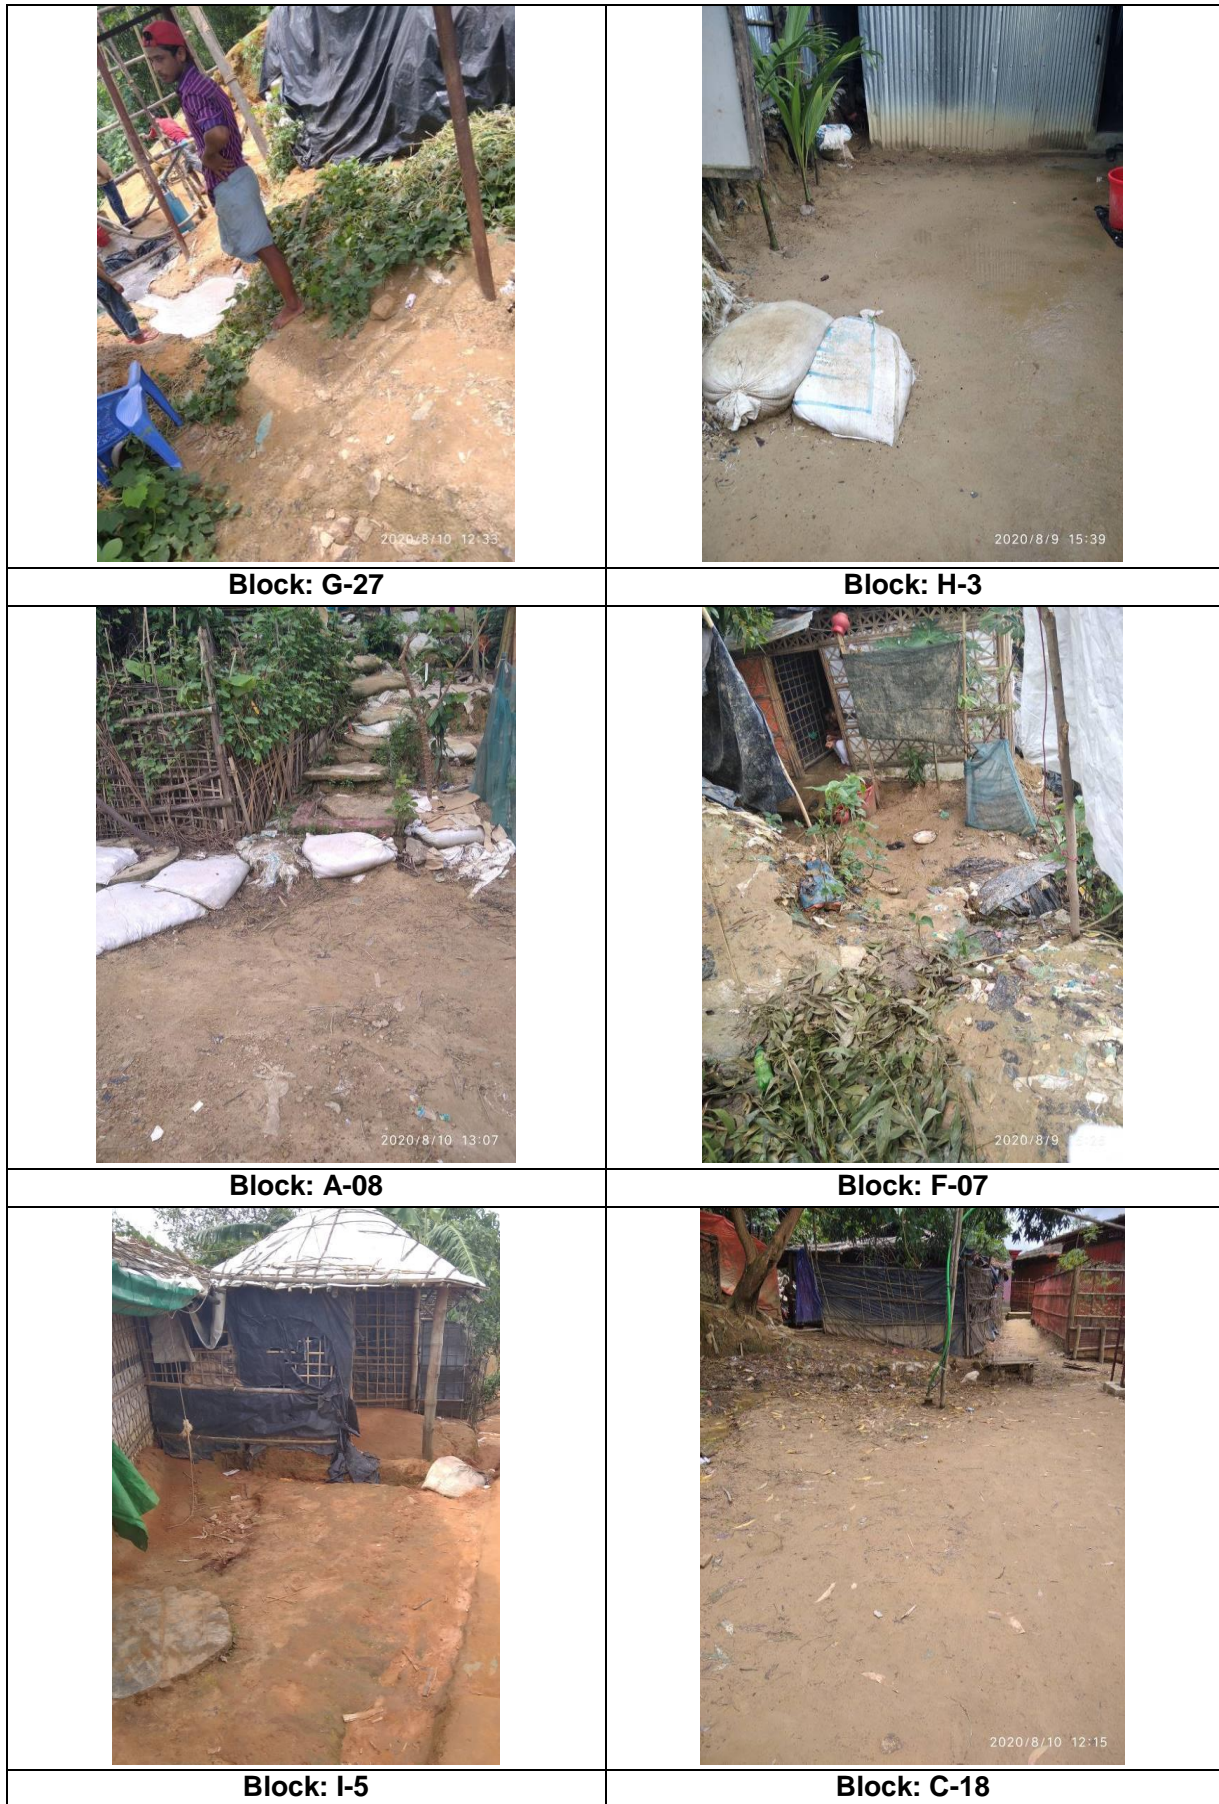 2020/8/10 12:33
2020/8/9 15:39
Block: G-27
Block: H-3
2020/8/10 13:07
2020/8/9
Block: A-08
Block: F-07
2020/8/10 12:15
Block: I-5
Block: C-18